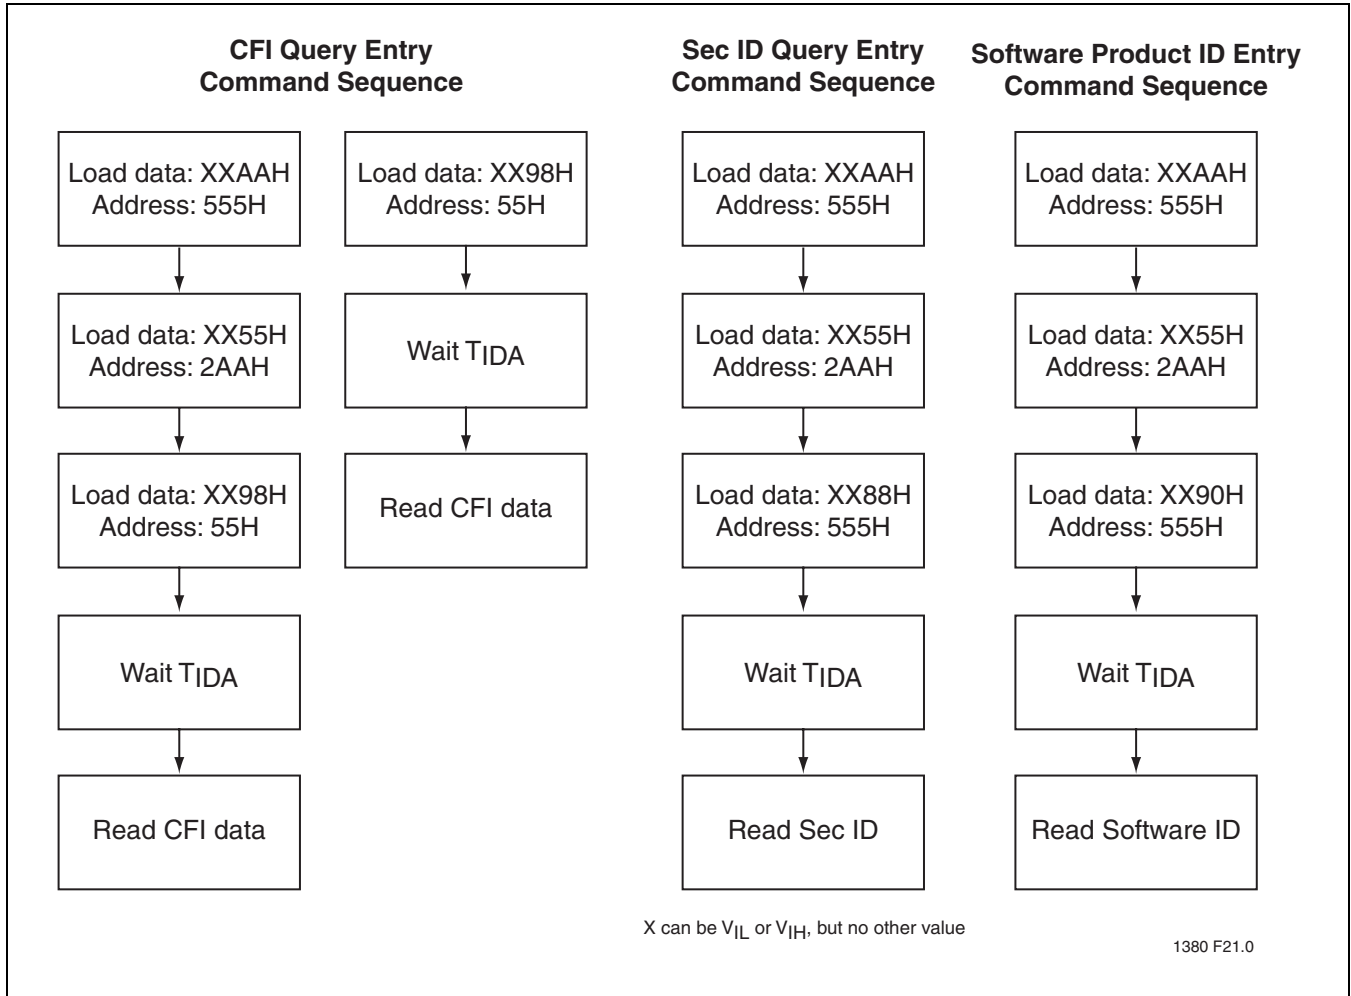 CFI Query Entry
Command Sequence
Load data: XXAAH
Address: 555H
Load data: XX55H
Address: 2AAH
Load data: XX98H
Address: 55H
Wait TIDA
Read CFI data
Load data: XX98H
Address: 55H
Wait TIDA
Read CFI data
Sec ID Query Entry
Command Sequence
Load data: XXAAH
Address: 555H
Load data: XX55H
Address: 2AAH
Load data: XX88H
Address: 555H
Wait TIDA
Read Sec ID
Software Product ID Entry
Command Sequence
Load data: XXAAH
Address: 555H
Load data: XX55H
Address: 2AAH
Load data: XX90H
Address: 555H
Wait TIDA
Read Software ID
X can be VIL or VIH, but no other value
1380 F21.0